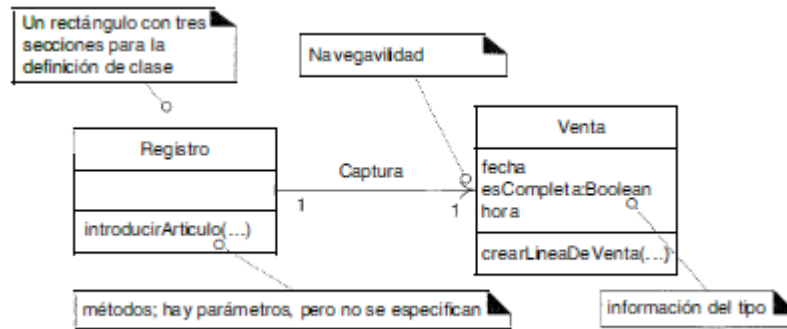 Un rectángulo con tres
secciones para la
definición de clase
Navegavilidad
Registro
introducirArticulo(...)
Captura
1
1
Venta
fecha
esCompleta:Boolean
hora
crearLineaDeVenta(...)
métodos; hay parámetros, pero no se especifican
información del tipo